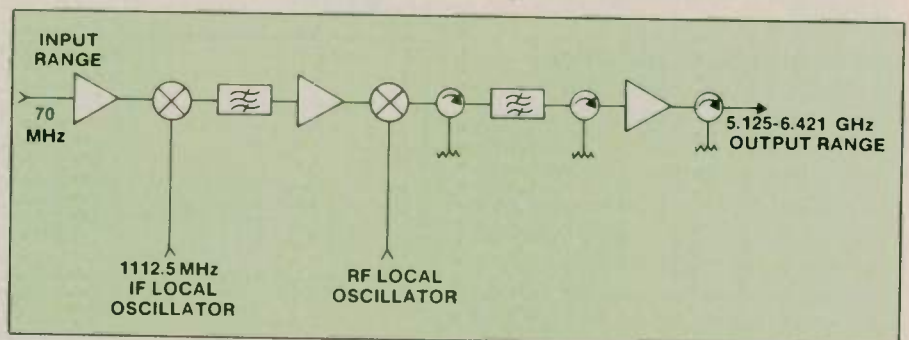 INPUT
RANGE
70
MHz
1112.5 MHz
IF LOCAL
OSCILLATOR
RF LOCAL
OSCILLATOR
5.125-6.421 GHz
OUTPUT RANGE